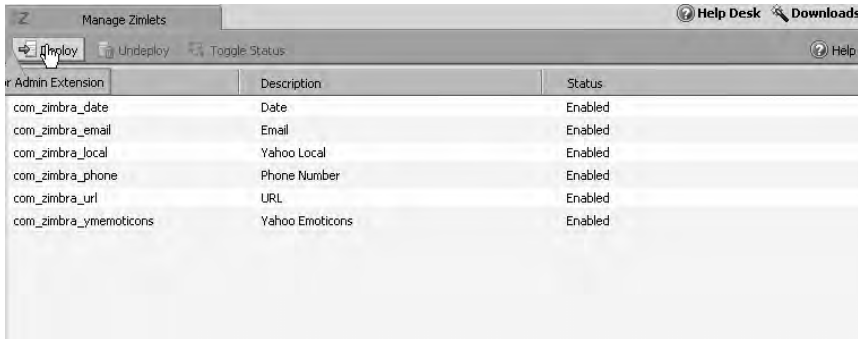 Manage Zimlets
Help Desk Downloads
Deploy Undeploy Toggle Status Help
r Admin Extension Description Status
com_zimbra_date Date Enabled
com_zimbra_email Email Enabled
com_zimbra_local Yahoo Local Enabled
com_zimbra_phone Phone Number Enabled
com_zimbra_url URL Enabled
com_zimbra_ymemoticons Yahoo Emoticons Enabled